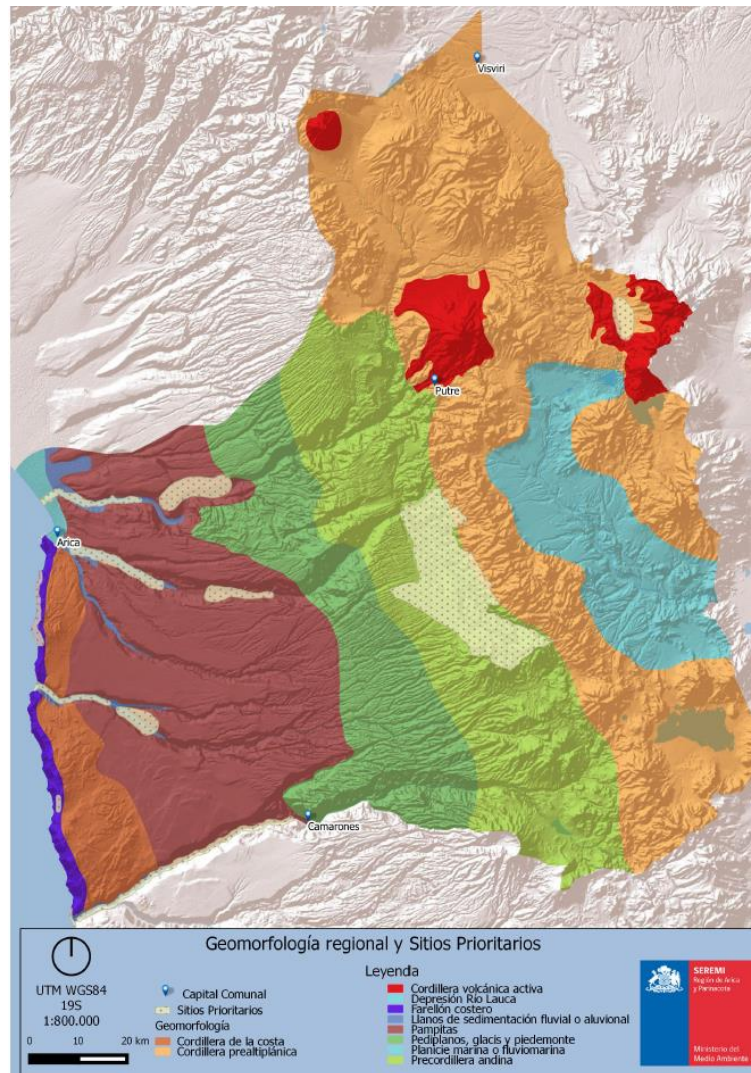 Visviri
Putre
Arica
Camarones
Geomorfología regional y Sitios Prioritarios
UTM WGS84
19S
1:800.000
0 10 20 km
Capital Comunal
Sitios Prioritarios
Geomorfología
Cordillera de la costa
Cordillera prealtiplánica
Leyenda
Cordillera volcánica activa
Depresión Río Lauca
Farellón costero
Llanos de sedimentación fluvial o aluvional
Pampitas
Pediplanos, glacís y piedemonte
Planicie marina o fluviomarina
Precordillera andina
SEREMI
Región de Arica
y Parinacota
Ministerio del
Medio Ambiente